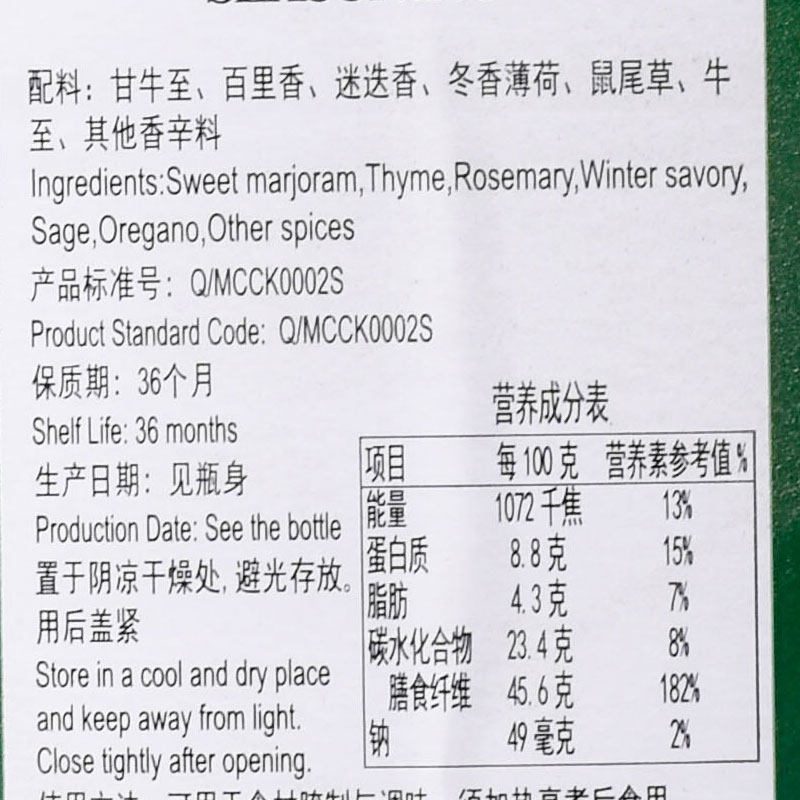 配料：甘牛至、百里香、迷迭香、冬香薄荷、鼠尾草、牛
至、其他香辛料
Ingredients:Sweet marjoram,Thyme,Rosemary,Winter savory,
Sage,Oregano,Other spices
产品标准号：Q/MCCK0002S
Product Standard Code: Q/MCCK0002S
保质期：36个月
Shelf Life: 36 months
生产日期：见瓶身
Production Date: See the bottle
置于阴凉干燥处,避光存放。
用后盖紧
Store in a cool and dry place
and keep away from light.
Close tightly after opening.
营养成分表
项目 每100克 营养素参考值%
能量 1072千焦 13%
蛋白质 8.8克 15%
脂肪 4.3克 7%
碳水化合物 23.4克 8%
膳食纤维 45.6克 182%
钠 49毫克 2%